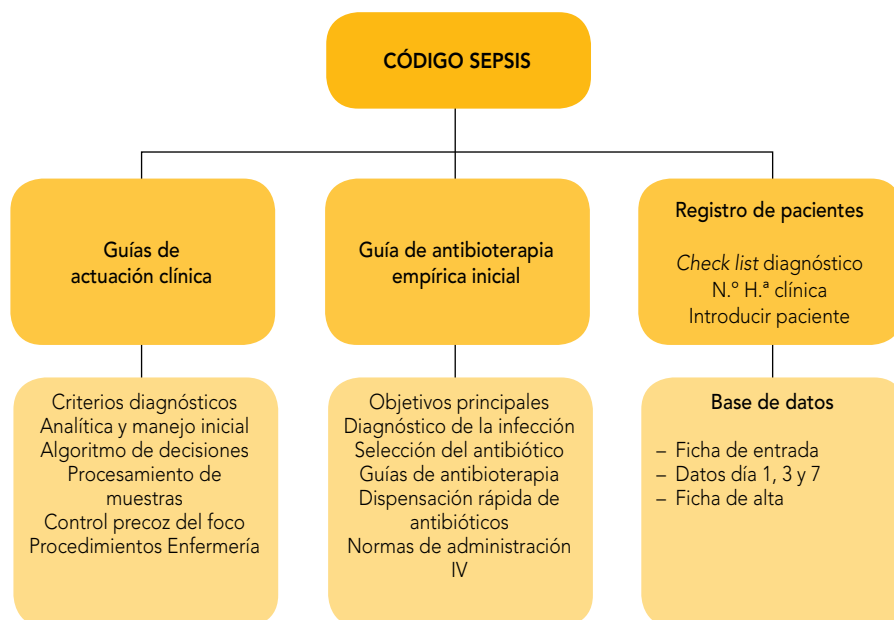 CÓDIGO SEPSIS
Guías de
actuación clínica
Guía de antibioterapia
empírica inicial
Registro de pacientes
Check list diagnóstico
N.º H.ª clínica
Introducir paciente
Criterios diagnósticos
Analítica y manejo inicial
Algoritmo de decisiones
Procesamiento de
muestras
Control precoz del foco
Procedimientos Enfermería
Objetivos principales
Diagnóstico de la infección
Selección del antibiótico
Guías de antibioterapia
Dispensación rápida de
antibióticos
Normas de administración
IV
Base de datos
– Ficha de entrada
– Datos día 1, 3 y 7
– Ficha de alta